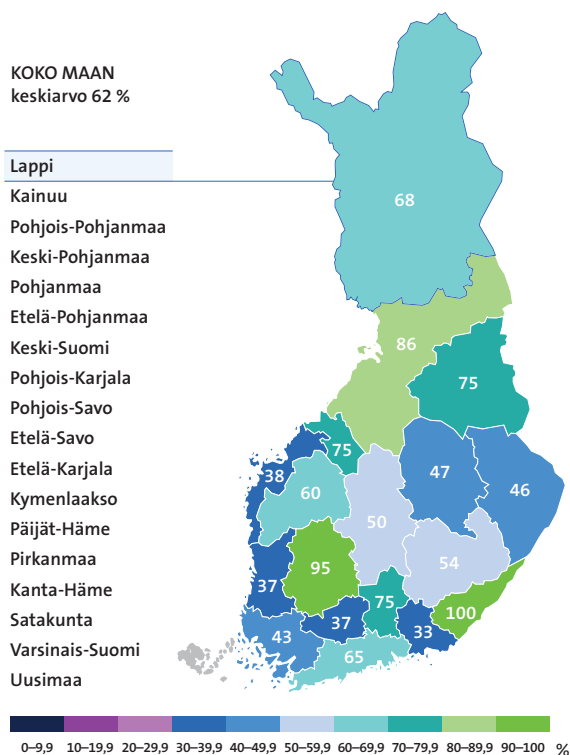 KOKO MAAN
keskiarvo 62 %
Lappi
Kainuu
Pohjois-Pohjanmaa
Keski-Pohjanmaa
Pohjanmaa
Etelä-Pohjanmaa
Keski-Suomi
Pohjois-Karjala
Pohjois-Savo
Etelä-Savo
Etelä-Karjala
Kymenlaakso
Päijät-Häme
Pirkanmaa
Kanta-Häme
Satakunta
Varsinais-Suomi
Uusimaa
68
86
75
75
38
60
47
46
50
54
95
37
75
100
37
33
43
65
0–9,9 10–19,9 20–29,9 30–39,9 40–49,9 50–59,9 60–69,9 70–79,9 80–89,9 90–100 %